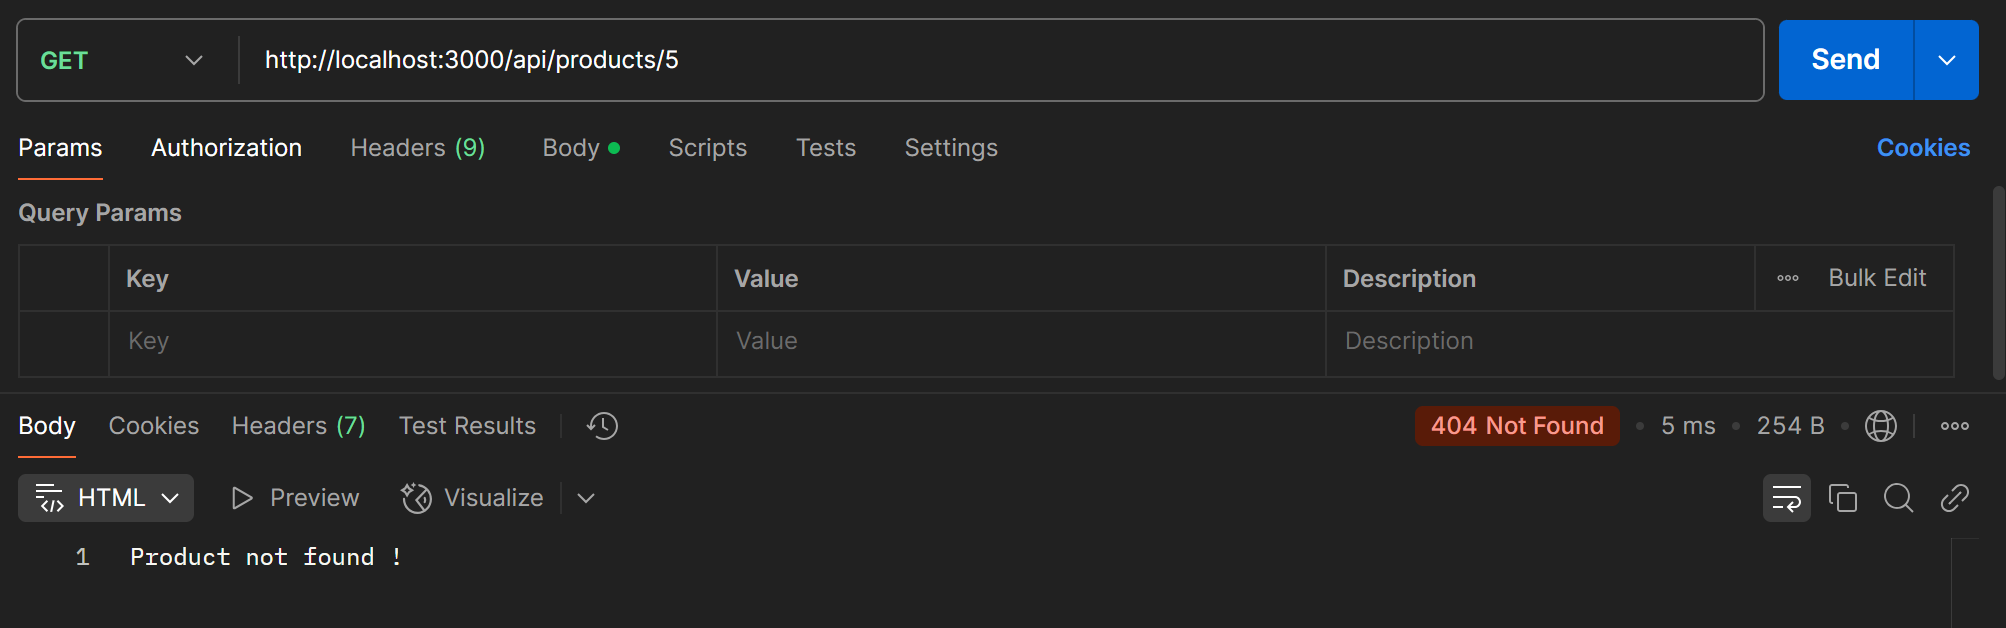 GET http://localhost:3000/api/products/5 Send
Params Authorization Headers (9) Body Scripts Tests Settings Cookies
Query Params
Key Value Description Bulk Edit
Key Value Description
Body Cookies Headers (7) Test Results 404 Not Found 5 ms 254 B
HTML Preview Visualize
1 Product not found !